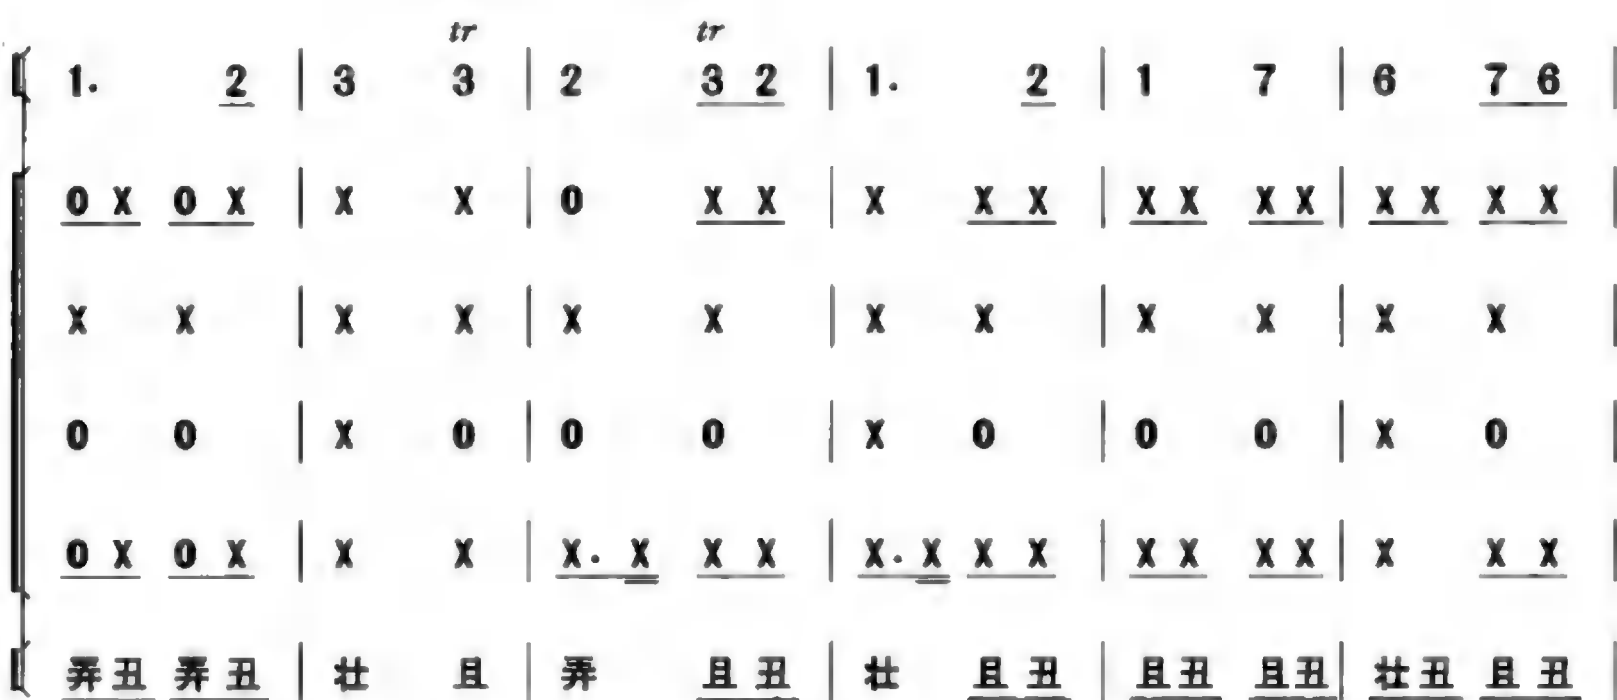 tr tr
1. 2 | 3 3 | 2 3 2 | 1. 2 | 1 7 | 6 7 6 |
0 X 0 X | X X | 0 X X | X X X | X X X X | X X X X |
X X | X X | X X | X X | X X | X X |
0 0 | X 0 | 0 0 | X 0 | 0 0 | X 0 |
0 X 0 X | X X | X. X X X | X. X X X | X X X X | X X X |
弄丑 弄丑 | 壮 且 | 弄 且丑 | 壮 且丑 | 且丑 且丑 | 壮丑 且丑 |